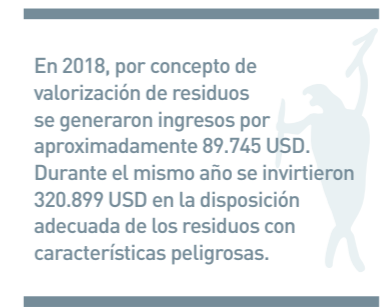 En 2018, por concepto de
valorización de residuos
se generaron ingresos por
aproximadamente 89.745 USD.
Durante el mismo año se invirtieron
320.899 USD en la disposición
adecuada de los residuos con
características peligrosas.